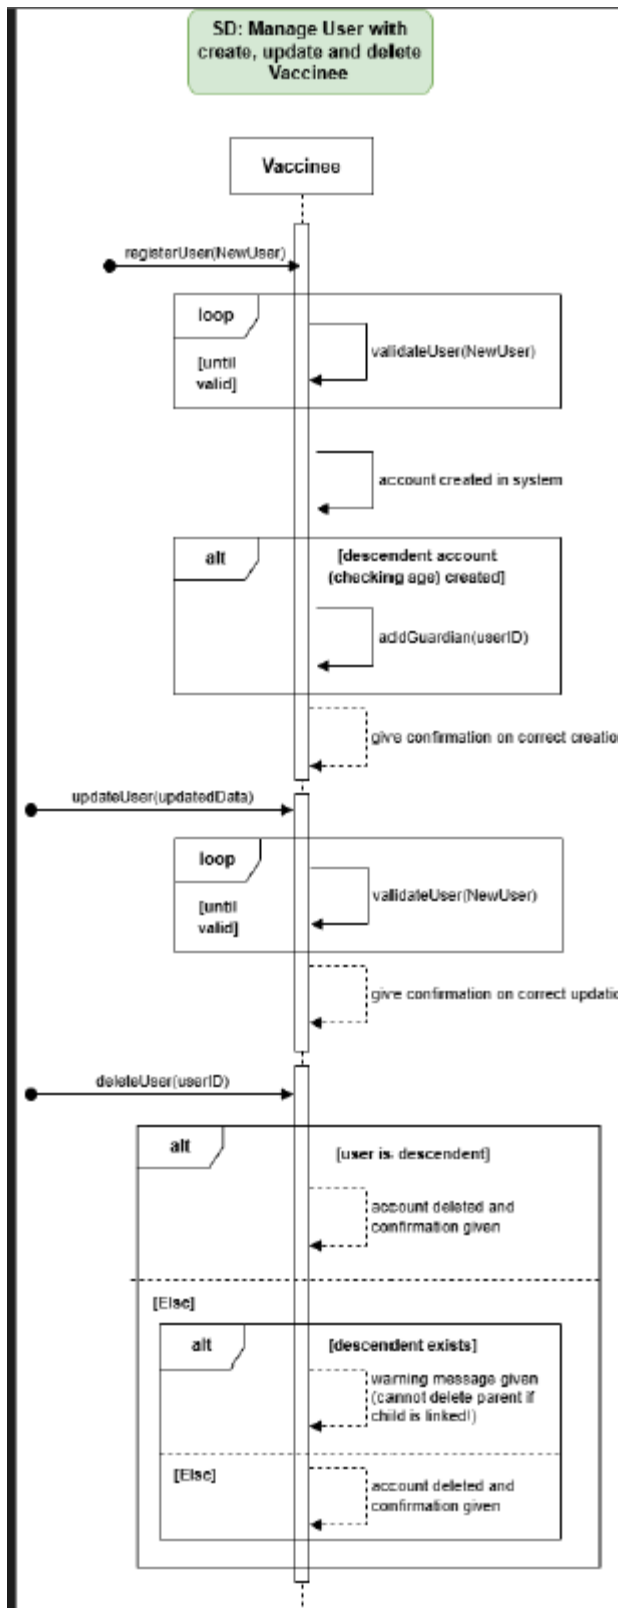 SD: Manage User with
create, update and delete
Vaccinee
Vaccinee
registerUser(NewUser)
loop
[until
valid]
validateUser(NewUser)
account created in system
alt
[descendent account
(checking age) created]
addGuardian(userID)
give confirmation on correct creatio
updateUser(updatedData)
loop
[until
valid]
validateUser(NewUser)
give confirmation on correct updatio
deleteUser(userID)
alt
[user is descendent]
account deleted and
confirmation given
[Else]
alt
[descendent exists]
warning message given
(cannot delete parent if
child is linked!)
[Else]
account deleted and
confirmation given